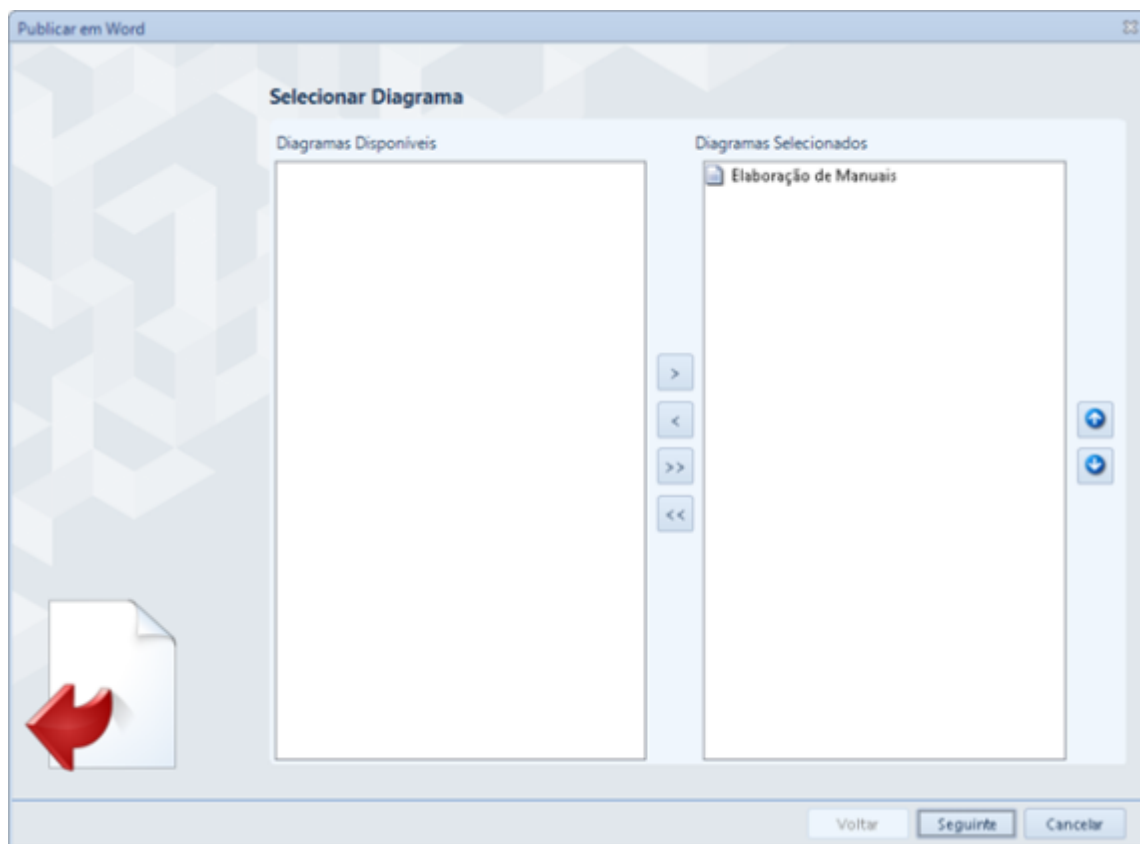 Publicar em Word
Selecionar Diagrama
Diagramas Disponíveis
Diagramas Selecionados
Elaboração de Manuais
>
<
>>
<<
Voltar
Seguinte
Cancelar